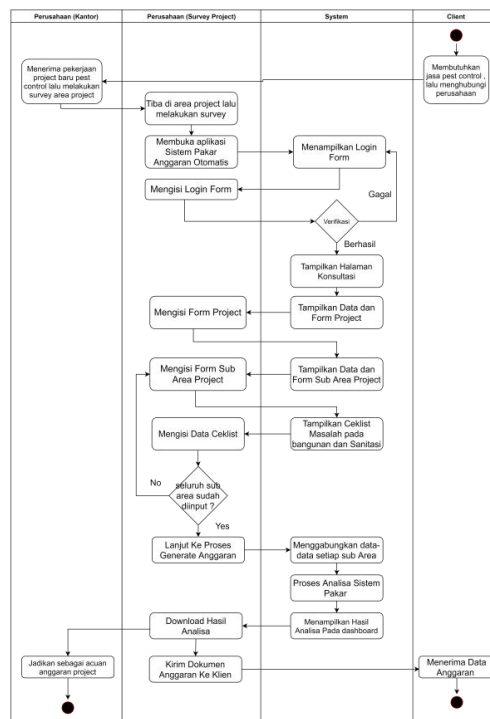 Perusahaan (Kantor)
Perusahaan (Survey Project)
System
Client
Membutuhkan
jasa pest control ,
lalu menghubungi
perusahaan
Menerima pekerjaan
project baru pest
control lalu melakukan
survey area project
Tiba di area project lalu
melakukan survey
Membuka aplikasi
Sistem Pakar
Anggaran Otomatis
Menampilkan Login
Form
Mengisi Login Form
Gagal
Verifikasi
Berhasil
Tampilkan Halaman
Konsultasi
Tampilkan Data dan
Form Project
Mengisi Form Project
Tampilkan Data dan
Form Sub Area Project
Mengisi Form Sub
Area Project
Tampilkan Ceklist
Masalah pada
bangunan dan Sanitasi
Mengisi Data Ceklist
No
seluruh sub
area sudah
diinput ?
Yes
Lanjut Ke Proses
Generate Anggaran
Menggabungkan data-
data setiap sub Area
Proses Analisa Sistem
Pakar
Menampilkan Hasil
Analisa Pada dashboard
Download Hasil
Analisa
Jadikan sebagai acuan
anggaran project
Kirim Dokumen
Anggaran Ke Klien
Menerima Data
Anggaran